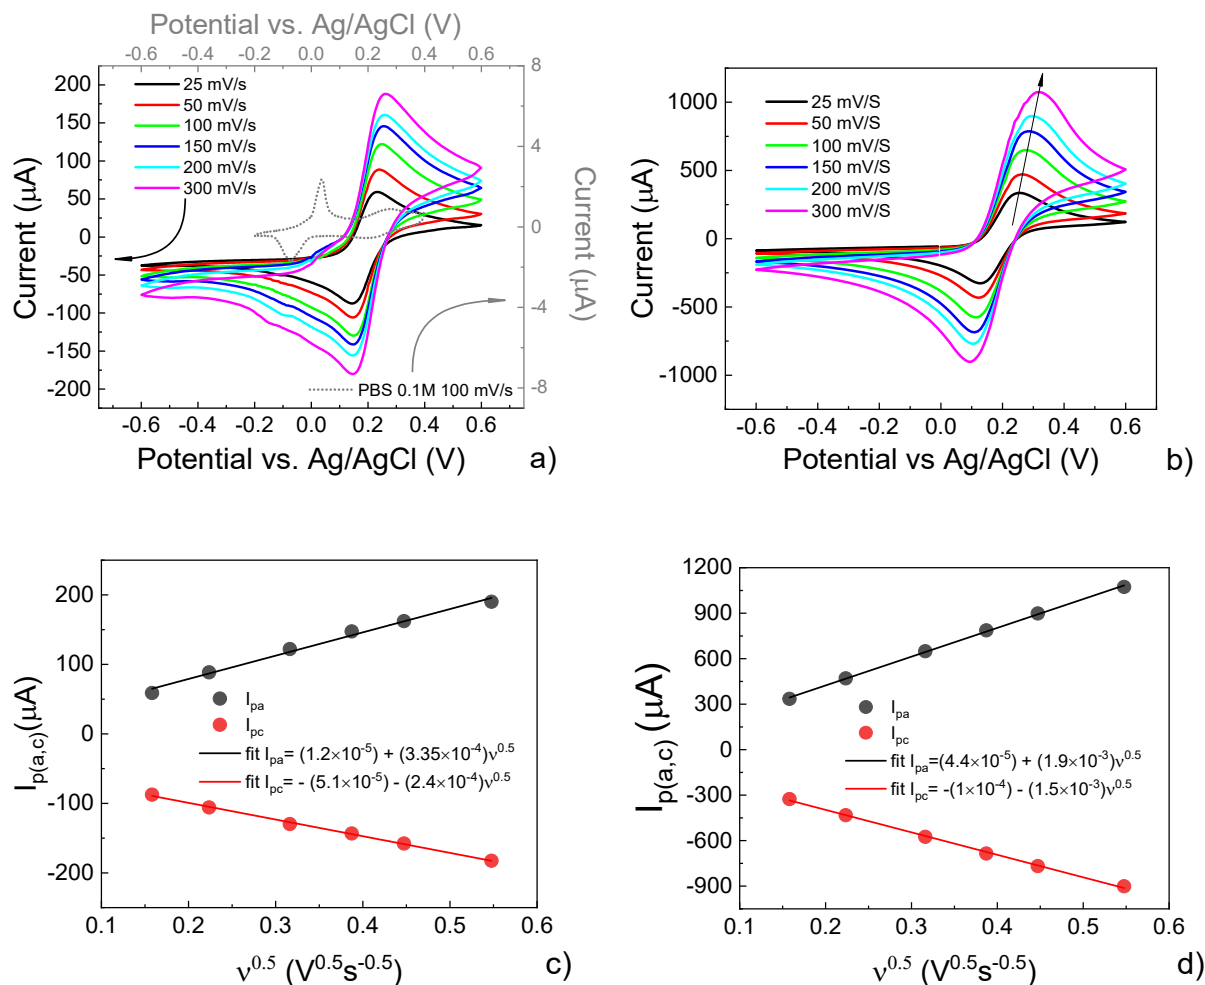 Potential vs. Ag/AgCl (V)
-0.6 -0.4 -0.2 0.0 0.2 0.4 0.6
200
150
100
50
0
-50
-100
-150
-200
Current (μA)
25 mV/s
50 mV/s
100 mV/s
150 mV/s
200 mV/s
300 mV/s
PBS 0.1M 100 mV/s
8
4
0
-4
-8
Current (μA)
-0.6 -0.4 -0.2 0.0 0.2 0.4 0.6
Potential vs. Ag/AgCl (V)
a)
1000
500
0
-500
-1000
Current (μA)
25 mV/S
50 mV/S
100 mV/S
150 mV/S
200 mV/S
300 mV/S
-0.6 -0.4 -0.2 0.0 0.2 0.4 0.6
Potential vs Ag/AgCl (V)
b)
200
100
0
-100
-200
I_p(a,c)(μA)
I_pa
I_pc
fit I_pa= (1.2×10⁻⁵) + (3.35×10⁻⁴)ν⁰·⁵
fit I_pc= - (5.1×10⁻⁵) - (2.4×10⁻⁴)ν⁰·⁵
0.1 0.2 0.3 0.4 0.5 0.6
ν⁰·⁵ (V⁰·⁵s⁻⁰·⁵)
c)
1200
900
600
300
0
-300
-600
-900
I_p(a,c) (μA)
I_pa
I_pc
fit I_pa=(4.4×10⁻⁵) + (1.9×10⁻³)ν⁰·⁵
fit I_pc= -(1×10⁻⁴) - (1.5×10⁻³)ν⁰·⁵
0.1 0.2 0.3 0.4 0.5 0.6
ν⁰·⁵ (V⁰·⁵s⁻⁰·⁵)
d)